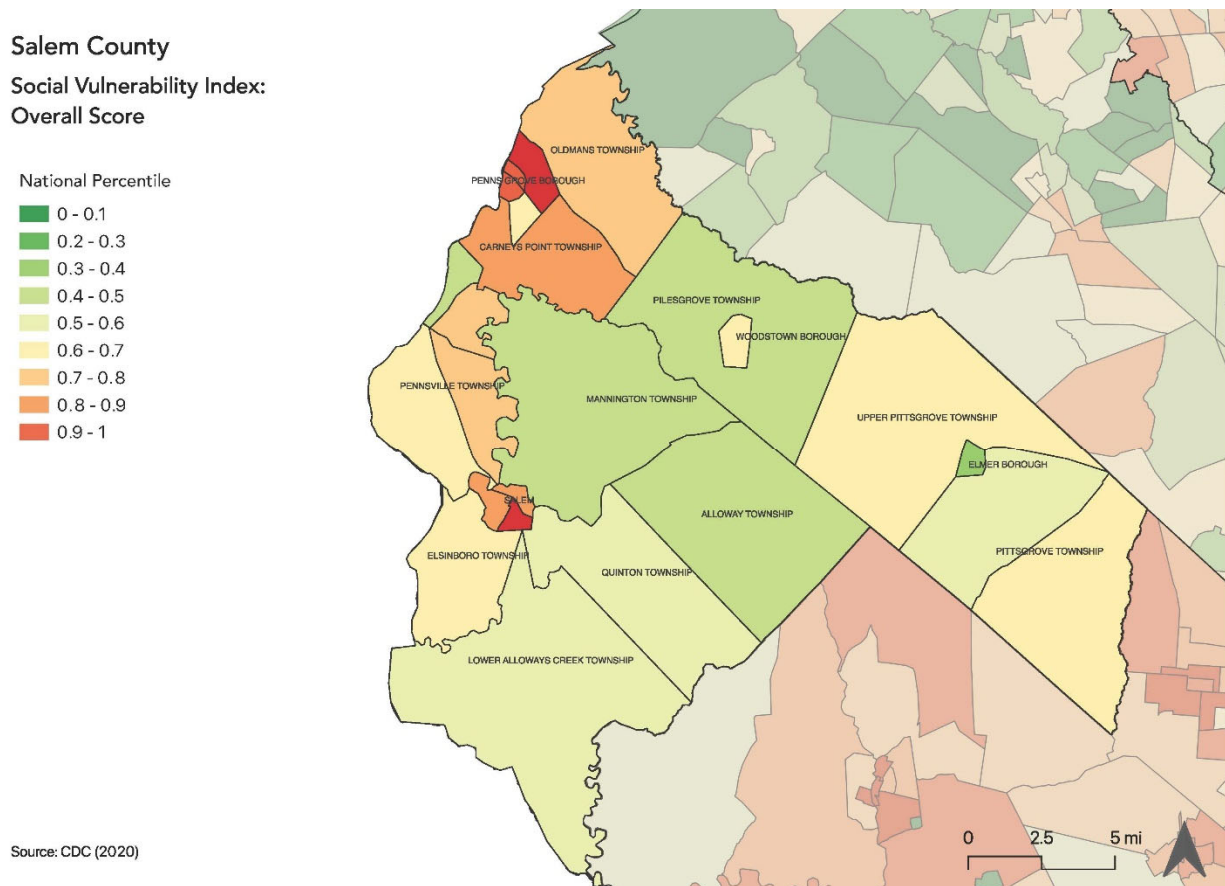 Salem County
Social Vulnerability Index:
Overall Score
National Percentile
0 - 0.1
0.2 - 0.3
0.3 - 0.4
0.4 - 0.5
0.5 - 0.6
0.6 - 0.7
0.7 - 0.8
0.8 - 0.9
0.9 - 1
OLDMANS TOWNSHIP
PENNS GROVE BOROUGH
CARNEYS POINT TOWNSHIP
PILESGROVE TOWNSHIP
WOODSTOWN BOROUGH
PENNSVILLE TOWNSHIP
MANNINGTON TOWNSHIP
UPPER PITTSGROVE TOWNSHIP
ELMER BOROUGH
SALEM
ALLOWAY TOWNSHIP
PITTSGROVE TOWNSHIP
ELSINBORO TOWNSHIP
QUINTON TOWNSHIP
LOWER ALLOWAYS CREEK TOWNSHIP
0 2.5 5 mi
Source: CDC (2020)